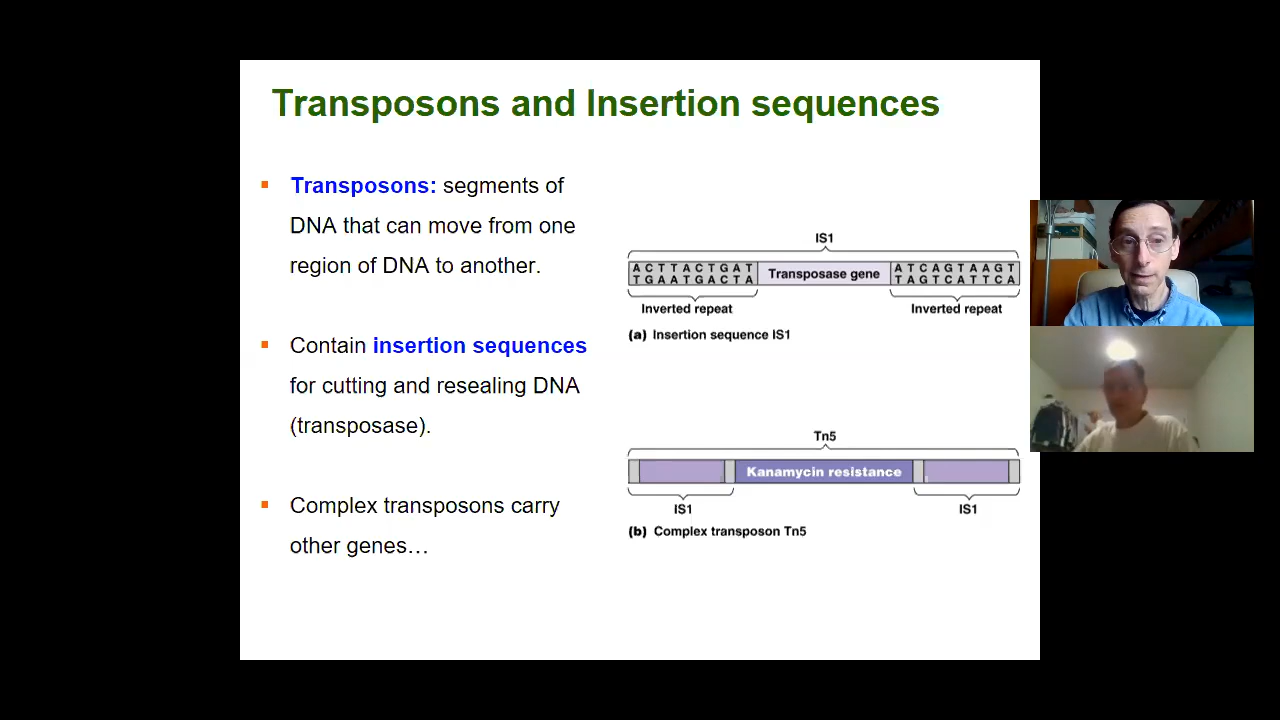 Transposons and Insertion sequences
Transposons: segments of
DNA that can move from one
region of DNA to another.
Contain insertion sequences
for cutting and resealing DNA
(transposase).
Complex transposons carry
other genes…
IS1
A C T T A C T G A T
T G A A T G A C T A
Transposase gene
A T C A G T A A G T
T A G T C A T T C A
Inverted repeat
Inverted repeat
(a) Insertion sequence IS1
Tn5
Kanamycin resistance
IS1
IS1
(b) Complex transposon Tn5